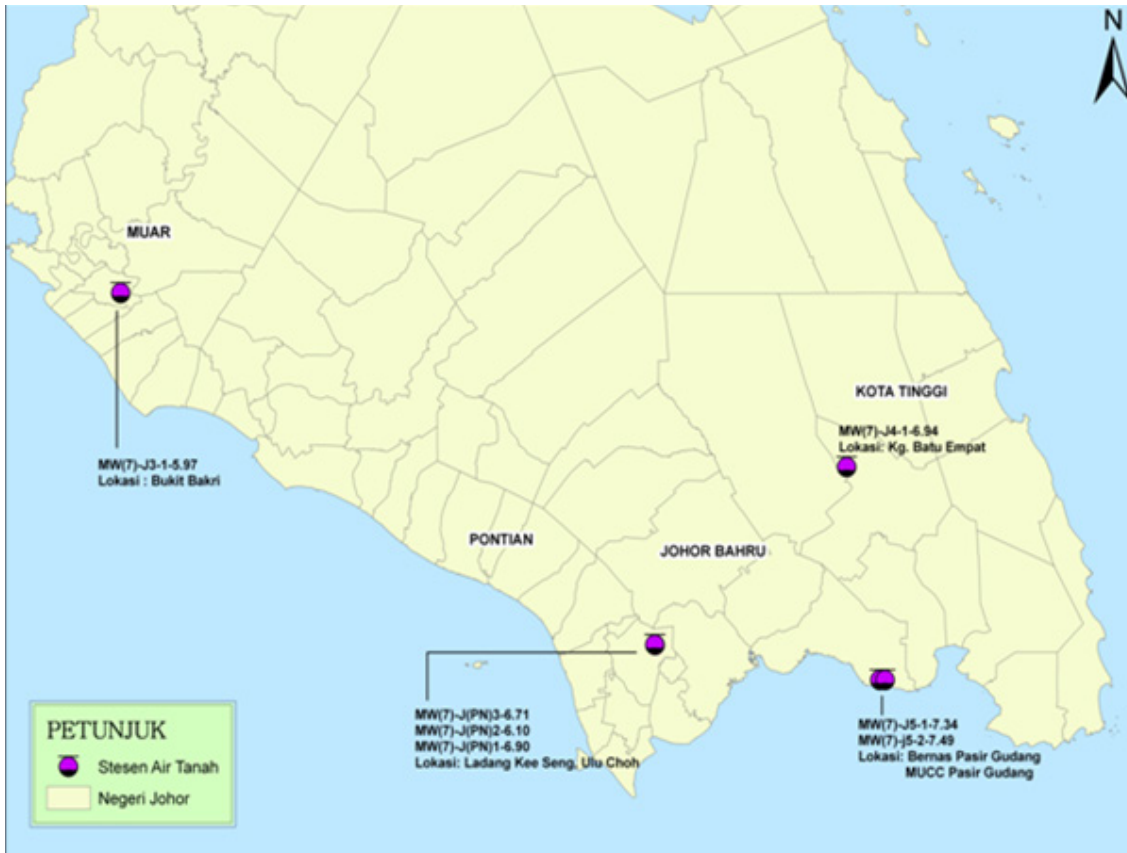 N
MUAR
MW(7)-J3-1-5.97
Lokasi : Bukit Bakri
KOTA TINGGI
MW(7)-J4-1-6.94
Lokasi: Kg. Batu Empat
PONTIAN
JOHOR BAHRU
MW(7)-J(PN)3-6.71
MW(7)-J(PN)2-6.10
MW(7)-J(PN)1-6.90
Lokasi: Ladang Kee Seng, Ulu Choh
MW(7)-J5-1-7.34
MW(7)-j5-2-7.49
Lokasi: Bernas Pasir Gudang
MUCC Pasir Gudang
PETUNJUK
Stesen Air Tanah
Negeri Johor